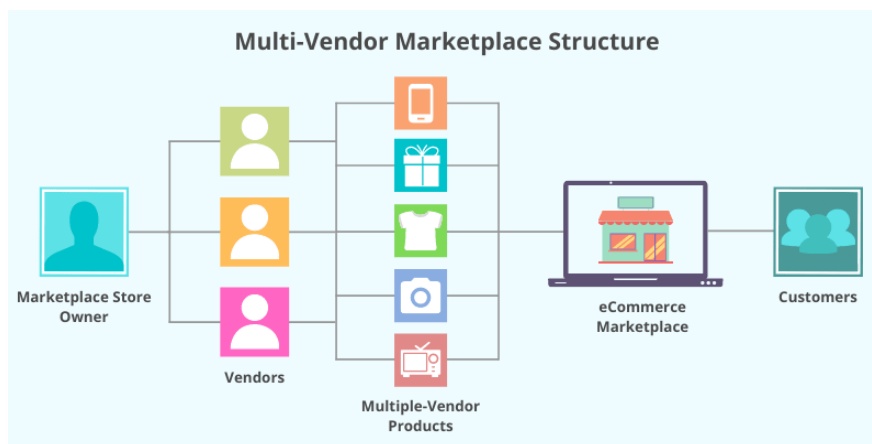 Multi-Vendor Marketplace Structure
Marketplace Store
Owner
Vendors
Multiple-Vendor
Products
eCommerce
Marketplace
Customers